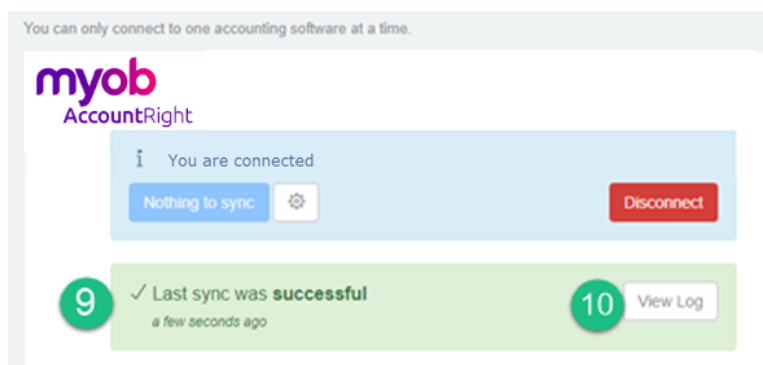 You can only connect to one accounting software at a time.
myob
AccountRight
i You are connected
Nothing to sync
Disconnect
9
✓ Last sync was successful
a few seconds ago
10
View Log